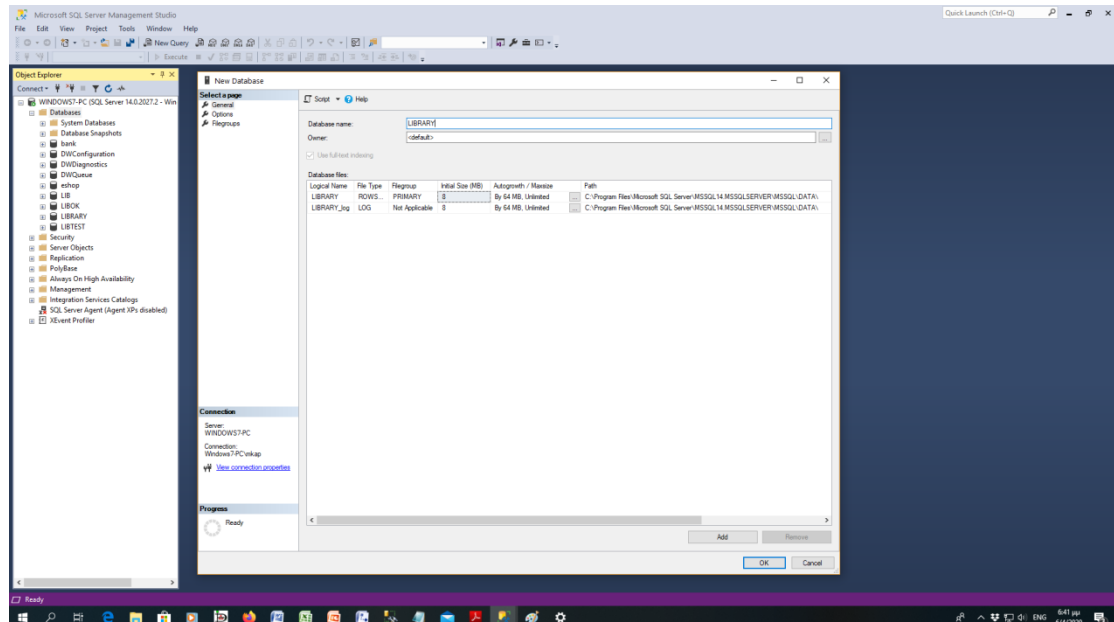 Microsoft SQL Server Management Studio
Quick Launch (Ctrl+Q)
File Edit View Project Tools Window Help
New Query
Execute
Object Explorer
Connect
WINDOWS7-PC (SQL Server 14.0.2027.2 - Win
Databases
System Databases
Database Snapshots
bank
DWConfiguration
DWDiagnostics
DWQueue
eshop
LIB
LIBOK
LIBRARY
LIBTEST
Security
Server Objects
Replication
PolyBase
Always On High Availability
Management
Integration Services Catalogs
SQL Server Agent (Agent XPs disabled)
XEvent Profiler
New Database
Select a page
General
Options
Filegroups
Script Help
Database name: LIBRARY
Owner: <default>
...
Use full-text indexing
Database files:
Logical Name File Type Filegroup Initial Size (MB) Autogrowth / Maxsize Path
LIBRARY ROWS... PRIMARY 8 By 64 MB, Unlimited ... C:\Program Files\Microsoft SQL Server\MSSQL14.MSSQLSERVER\MSSQL\DATA\
LIBRARY_log LOG Not Applicable 8 By 64 MB, Unlimited ... C:\Program Files\Microsoft SQL Server\MSSQL14.MSSQLSERVER\MSSQL\DATA\
Connection
Server:
WINDOWS7-PC
Connection:
Windows7-PC\mkap
View connection properties
Progress
Ready
Add Remove
OK Cancel
Ready
ENG
6:41 μμ